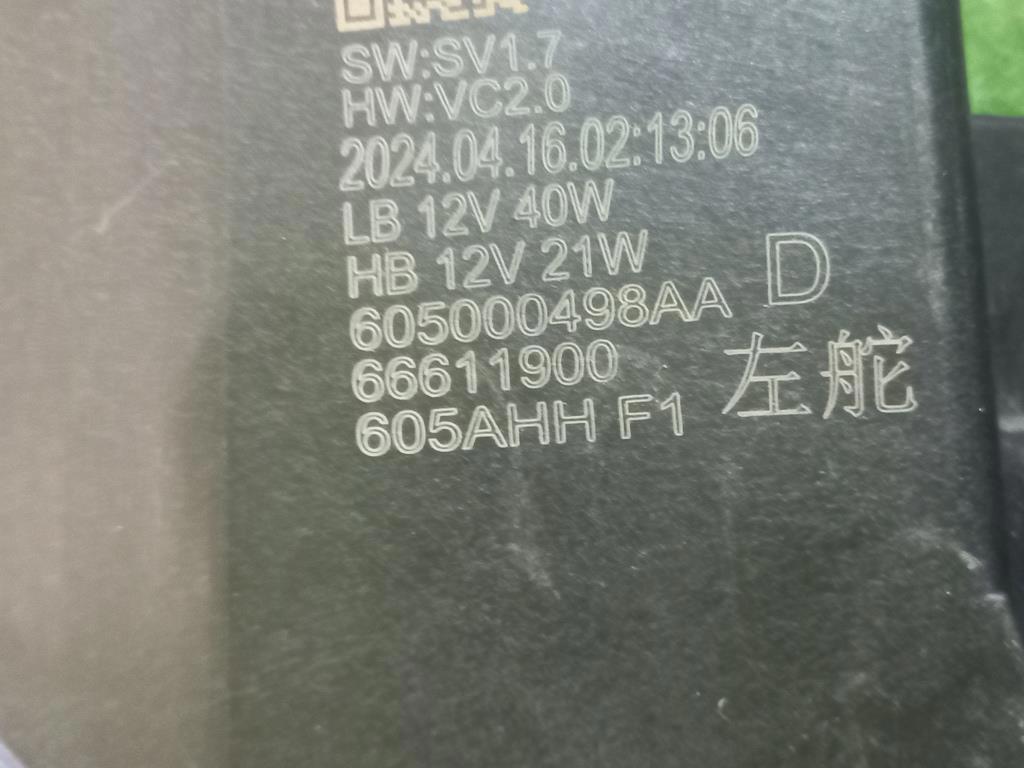 SW:SV1.7
HW:VC2.0
2024.04.16.02:13:06
LB 12V 40W
HB 12V 21W
D
605000498AA
66611900
左舵
605AHH F1